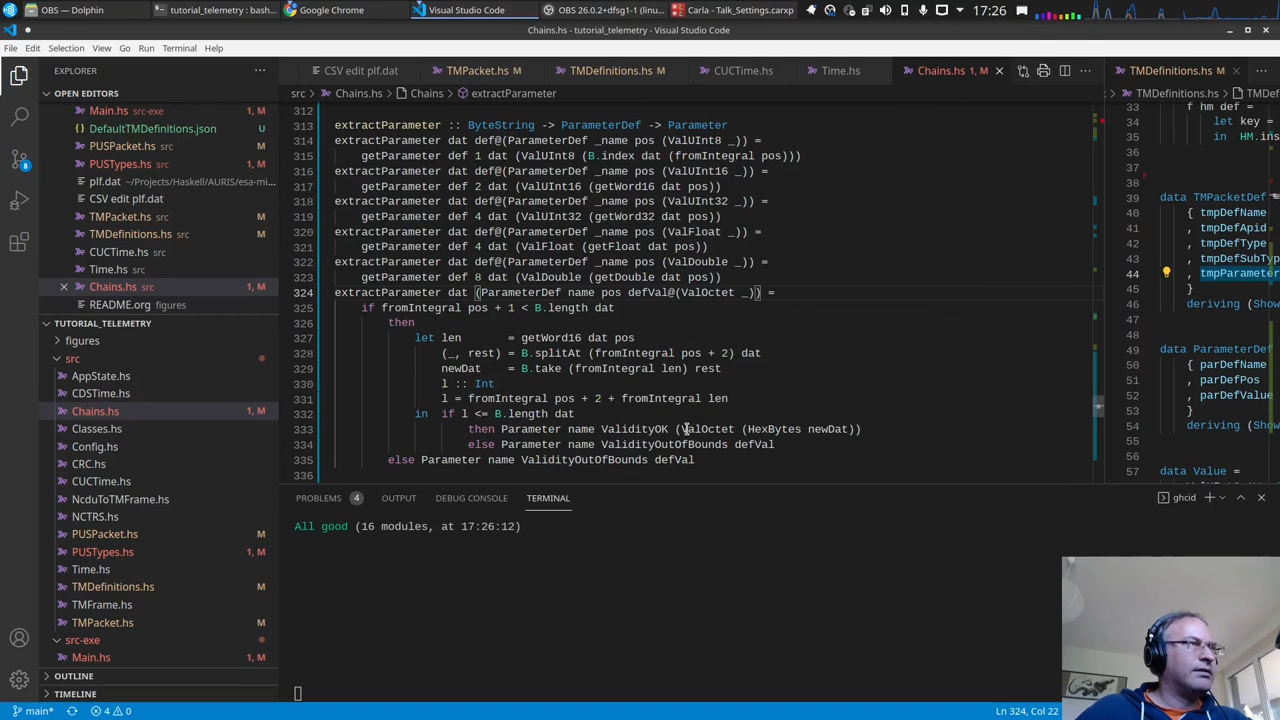 OBS — Dolphin
tutorial_telemetry : bash...
Google Chrome
Visual Studio Code
OBS 26.0.2+dfsg1-1 (linu...
Carla - Talk_Settings.carxp
17:26
Chains.hs - tutorial_telemetry - Visual Studio Code
File Edit Selection View Go Run Terminal Help
EXPLORER
CSV edit plf.dat
TMPacket.hs M
TMDefinitions.hs M
CUCTime.hs
Time.hs
Chains.hs 1, M
TMDefinitions.hs M
OPEN EDITORS
src > Chains.hs > Chains > extractParameter
src > TMDefinitions.hs > TMDef
Main.hs src-exe 1, M
DefaultTMDefinitions.json U
PUSPacket.hs src M
PUSTypes.hs src 1, M
plf.dat ~/Projects/Haskell/AURIS/esa-mi...
CSV edit plf.dat
TMPacket.hs src M
TMDefinitions.hs src M
CUCTime.hs src
Time.hs src
Chains.hs src 1, M
README.org figures
TUTORIAL_TELEMETRY
figures
src
AppState.hs
CDSTime.hs
Chains.hs 1, M
Classes.hs
Config.hs
CRC.hs
CUCTime.hs
NcduToTMFrame.hs
NCTRS.hs
PUSPacket.hs M
PUSTypes.hs 1, M
Time.hs
TMDefinitions.hs M
TMFrame.hs
TMPacket.hs M
src-exe
Main.hs 1, M
OUTLINE
TIMELINE
312
313 extractParameter :: ByteString -> ParameterDef -> Parameter
314 extractParameter dat def@(ParameterDef _name pos (ValUInt8 _)) =
315 getParameter def 1 dat (ValUInt8 (B.index dat (fromIntegral pos)))
316 extractParameter dat def@(ParameterDef _name pos (ValUInt16 _)) =
317 getParameter def 2 dat (ValUInt16 (getWord16 dat pos))
318 extractParameter dat def@(ParameterDef _name pos (ValUInt32 _)) =
319 getParameter def 4 dat (ValUInt32 (getWord32 dat pos))
320 extractParameter dat def@(ParameterDef _name pos (ValFloat _)) =
321 getParameter def 4 dat (ValFloat (getFloat dat pos))
322 extractParameter dat def@(ParameterDef _name pos (ValDouble _)) =
323 getParameter def 8 dat (ValDouble (getDouble dat pos))
324 extractParameter dat (ParameterDef name pos defVal@(ValOctet _)) =
325 if fromIntegral pos + 1 < B.length dat
326 then
327 let len = getWord16 dat pos
328 (_, rest) = B.splitAt (fromIntegral pos + 2) dat
329 newDat = B.take (fromIntegral len) rest
330 l :: Int
331 l = fromIntegral pos + 2 + fromIntegral len
332 in if l <= B.length dat
333 then Parameter name ValidityOK (ValOctet (HexBytes newDat))
334 else Parameter name ValidityOutOfBounds defVal
335 else Parameter name ValidityOutOfBounds defVal
336
33 f hm def =
34 let key =
35 in HM.ins
36
37
38
39 data TMPacketDef
40 { tmpDefName
41 , tmpDefApid
42 , tmpDefType
43 , tmpDefSubTyp
44 , tmpParameter
45 }
46 deriving (Show
47
48
49 data ParameterDef
50 { parDefName
51 , parDefPos
52 , parDefValue
53 }
54 deriving (Show
55
56
57 data Value =
PROBLEMS 4 OUTPUT DEBUG CONSOLE TERMINAL
ghcid
All good (16 modules, at 17:26:12)
main* 4 0
Ln 324, Col 22